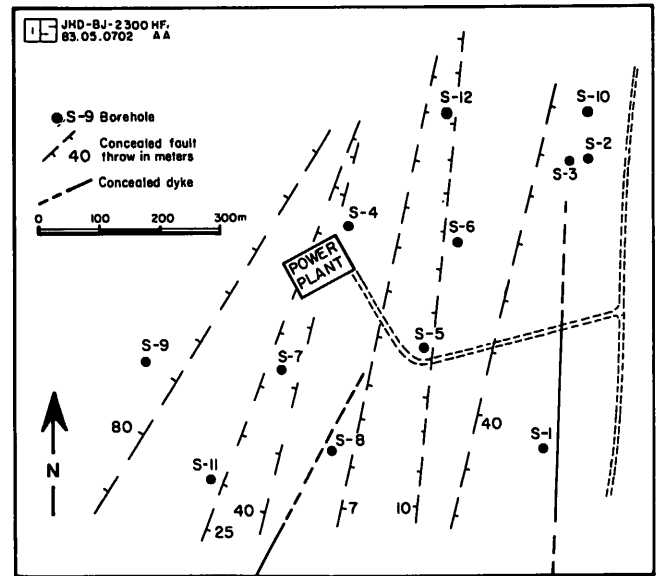 OS JHD-BJ-2300 HF.
83.05.0702 AA
S-9 Borehole
40 Concealed fault
throw in meters
Concealed dyke
0 100 200 300m
S-12
S-10
S-2
S-3
S-4
S-6
POWER
PLANT
S-5
S-9
S-7
80
40
S-8
S-1
S-11
N
40
7
10
25